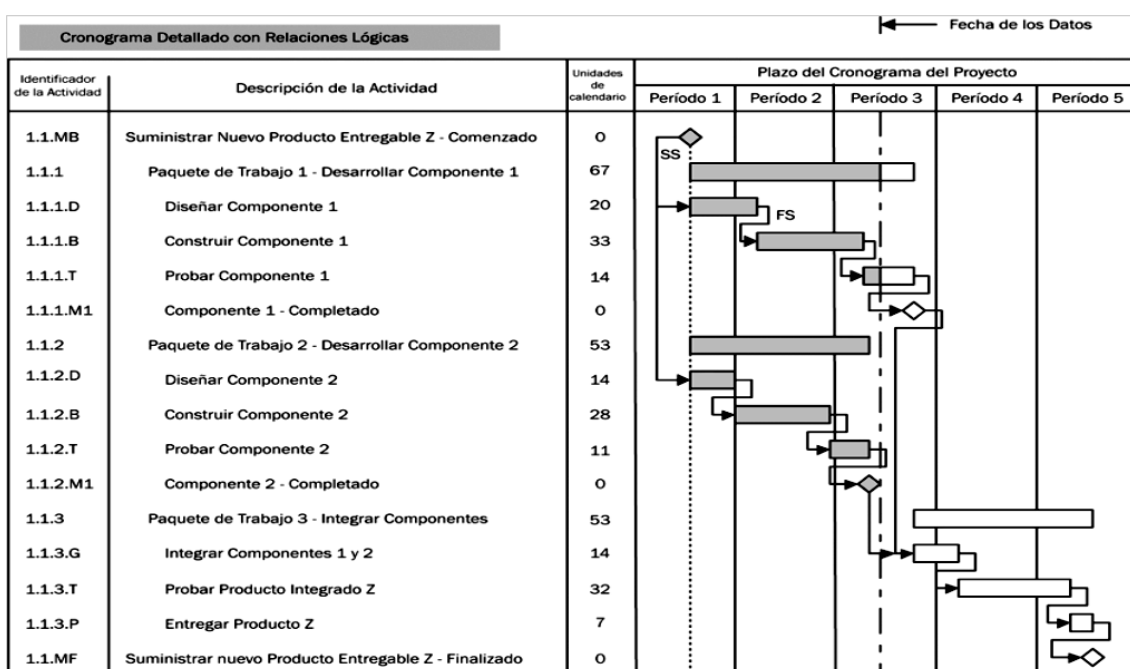 Fecha de los Datos
Cronograma Detallado con Relaciones Lógicas
Identificador de la Actividad
Descripción de la Actividad
Unidades de calendario
Plazo del Cronograma del Proyecto
Período 1 Período 2 Período 3 Período 4 Período 5
1.1.MB Suministrar Nuevo Producto Entregable Z - Comenzado 0
SS
1.1.1 Paquete de Trabajo 1 - Desarrollar Componente 1 67
1.1.1.D Diseñar Componente 1 20
FS
1.1.1.B Construir Componente 1 33
1.1.1.T Probar Componente 1 14
1.1.1.M1 Componente 1 - Completado 0
1.1.2 Paquete de Trabajo 2 - Desarrollar Componente 2 53
1.1.2.D Diseñar Componente 2 14
1.1.2.B Construir Componente 2 28
1.1.2.T Probar Componente 2 11
1.1.2.M1 Componente 2 - Completado 0
1.1.3 Paquete de Trabajo 3 - Integrar Componentes 53
1.1.3.G Integrar Componentes 1 y 2 14
1.1.3.T Probar Producto Integrado Z 32
1.1.3.P Entregar Producto Z 7
1.1.MF Suministrar nuevo Producto Entregable Z - Finalizado 0